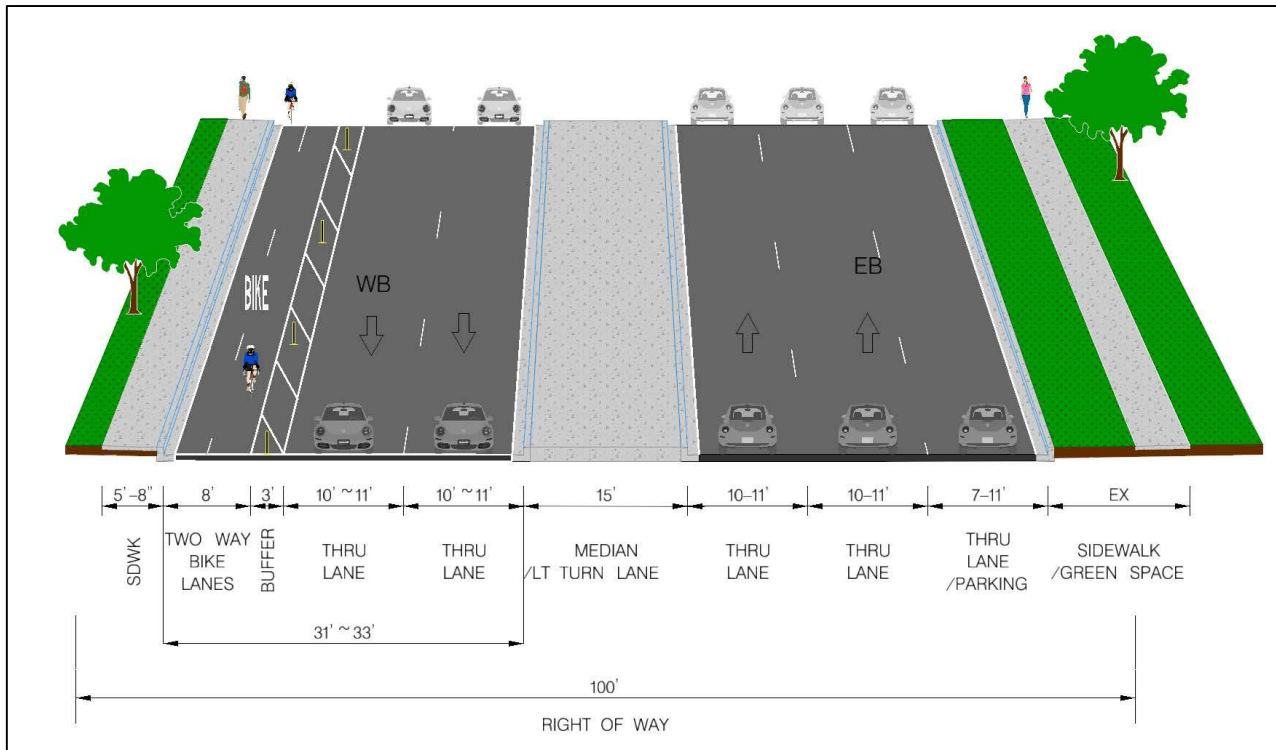 WB
EB
BIKE
5'-8"
8'
3'
10' ~ 11'
10' ~ 11'
15'
10-11'
10-11'
7-11'
EX
SDWK
TWO WAY
BIKE
LANES
BUFFER
THRU
LANE
THRU
LANE
MEDIAN
/LT TURN LANE
THRU
LANE
THRU
LANE
THRU
LANE
/PARKING
SIDEWALK
/GREEN SPACE
31' ~ 33'
100'
RIGHT OF WAY